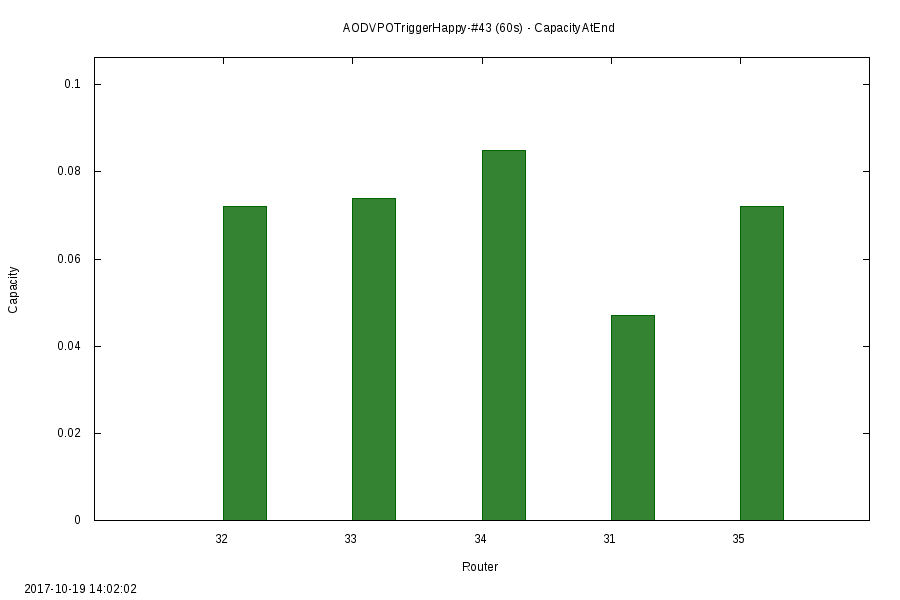 AODVPOTriggerHappy-#43 (60s) - CapacityAtEnd
0.1
0.08
0.06
0.04
0.02
0
Capacity
32 33 34 31 35
Router
2017-10-19 14:02:02